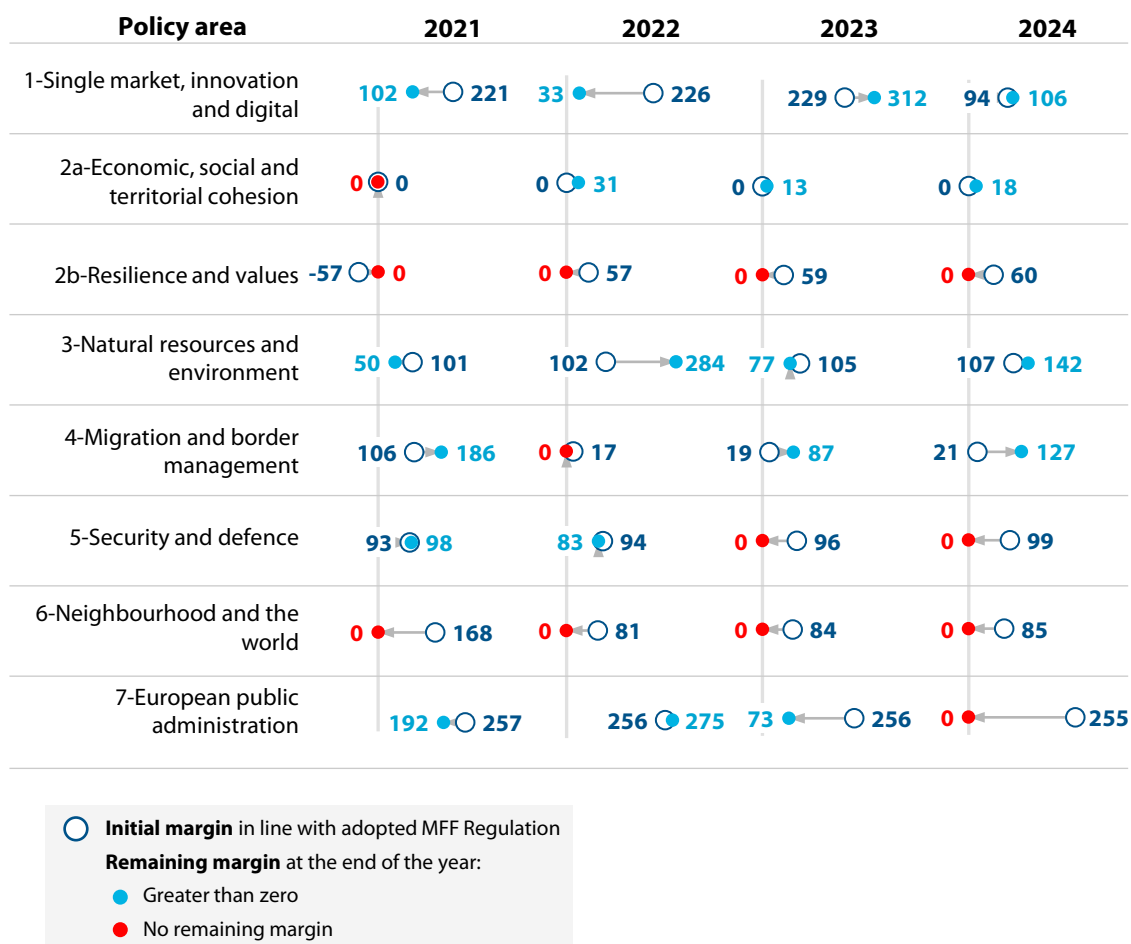 Policy area 2021 2022 2023 2024
1-Single market, innovation
and digital
102 221 33 226 229 312 94 106
2a-Economic, social and
territorial cohesion
0 0 0 31 0 13 0 18
2b-Resilience and values -57 0 0 57 0 59 0 60
3-Natural resources and
environment
50 101 102 284 77 105 107 142
4-Migration and border
management
106 186 0 17 19 87 21 127
5-Security and defence 93 98 83 94 0 96 0 99
6-Neighbourhood and the
world
0 168 0 81 0 84 0 85
7-European public
administration
192 257 256 275 73 256 0 255
Initial margin in line with adopted MFF Regulation
Remaining margin at the end of the year:
Greater than zero
No remaining margin